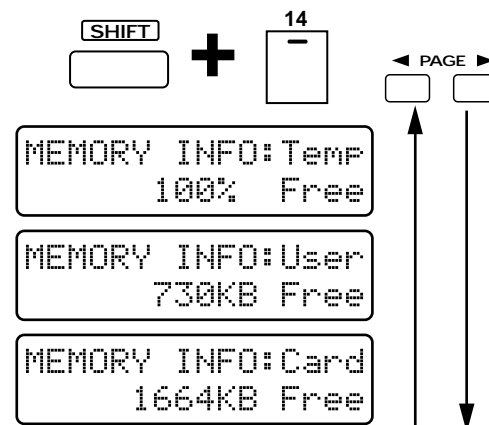 SHIFT
+
14
◄ PAGE ►
MEMORY INFO:Temp
100% Free
MEMORY INFO:User
730KB Free
MEMORY INFO:Card
1664KB Free